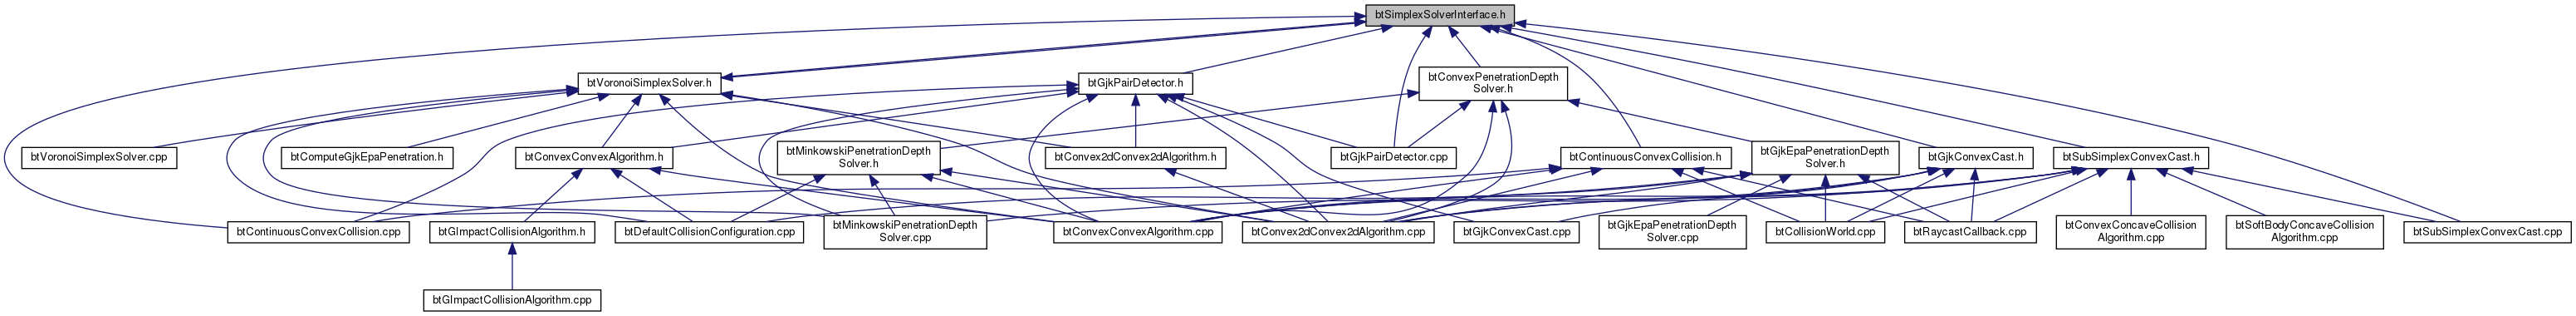 btSimplexSolverInterface.h
btVoronoiSimplexSolver.h
btGjkPairDetector.h
btConvexPenetrationDepth
Solver.h
btVoronoiSimplexSolver.cpp
btComputeGjkEpaPenetration.h
btConvexConvexAlgorithm.h
btMinkowskiPenetrationDepth
Solver.h
btConvex2dConvex2dAlgorithm.h
btGjkPairDetector.cpp
btContinuousConvexCollision.h
btGjkEpaPenetrationDepth
Solver.h
btGjkConvexCast.h
btSubSimplexConvexCast.h
btContinuousConvexCollision.cpp
btGImpactCollisionAlgorithm.h
btDefaultCollisionConfiguration.cpp
btMinkowskiPenetrationDepth
Solver.cpp
btConvexConvexAlgorithm.cpp
btConvex2dConvex2dAlgorithm.cpp
btGjkConvexCast.cpp
btGjkEpaPenetrationDepth
Solver.cpp
btCollisionWorld.cpp
btRaycastCallback.cpp
btConvexConcaveCollision
Algorithm.cpp
btSoftBodyConcaveCollision
Algorithm.cpp
btSubSimplexConvexCast.cpp
btGImpactCollisionAlgorithm.cpp